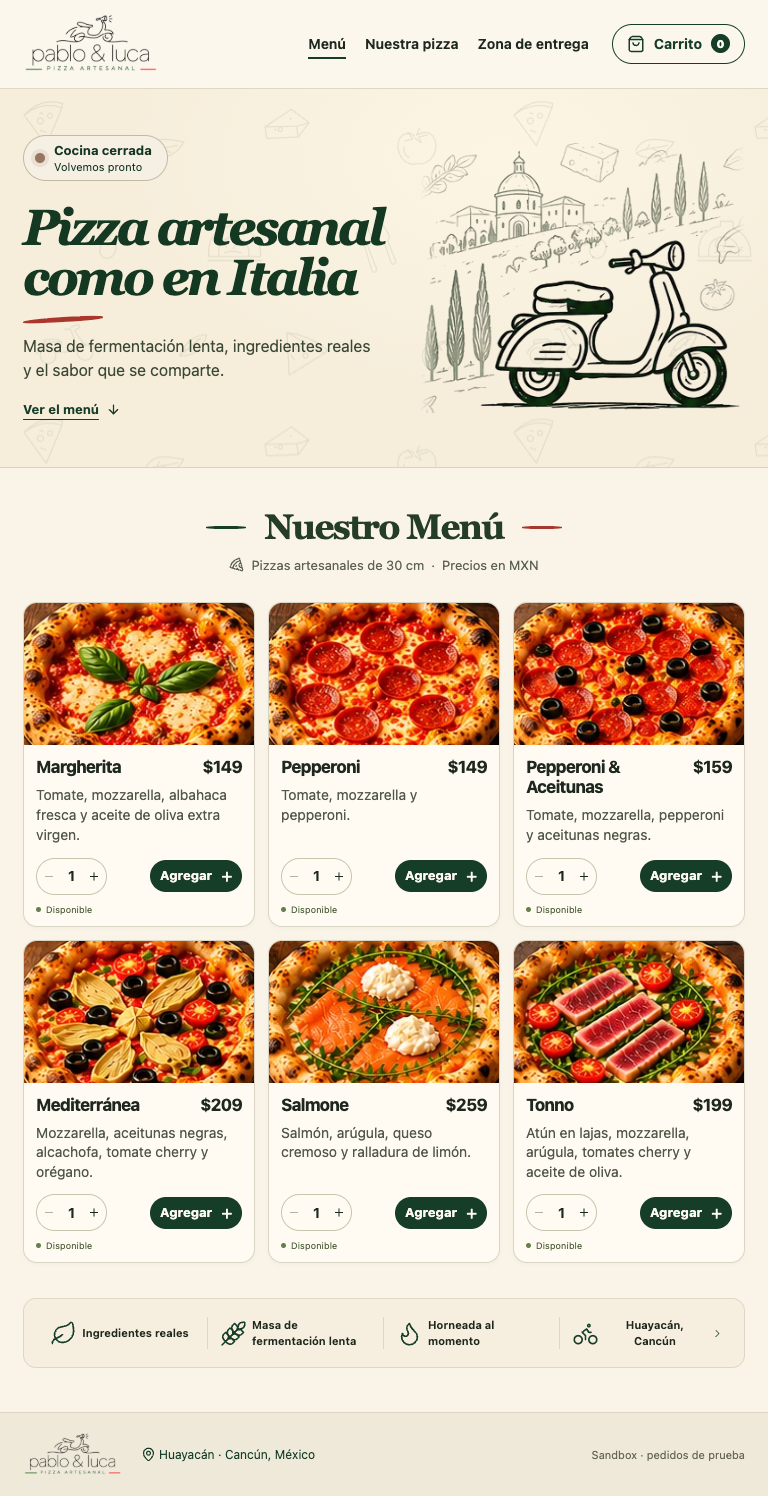 pablo & luca
PIZZA ARTESANAL
Menú
Nuestra pizza
Zona de entrega
Carrito 0
Cocina cerrada
Volvemos pronto
Pizza artesanal
como en Italia
Masa de fermentación lenta, ingredientes reales
y el sabor que se comparte.
Ver el menú ↓
Nuestro Menú
Pizzas artesanales de 30 cm · Precios en MXN
Margherita $149
Tomate, mozzarella, albahaca
fresca y aceite de oliva extra
virgen.
− 1 +
Agregar +
Disponible
Pepperoni $149
Tomate, mozzarella y
pepperoni.
− 1 +
Agregar +
Disponible
Pepperoni & $159
Aceitunas
Tomate, mozzarella, pepperoni
y aceitunas negras.
− 1 +
Agregar +
Disponible
Mediterránea $209
Mozzarella, aceitunas negras,
alcachofa, tomate cherry y
orégano.
− 1 +
Agregar +
Disponible
Salmone $259
Salmón, arúgula, queso
cremoso y ralladura de limón.
− 1 +
Agregar +
Disponible
Tonno $199
Atún en lajas, mozzarella,
arúgula, tomates cherry y
aceite de oliva.
− 1 +
Agregar +
Disponible
Ingredientes reales
Masa de
fermentación lenta
Horneada al
momento
Huayacán,
Cancún
pablo & luca
PIZZA ARTESANAL
Huayacán · Cancún, México
Sandbox · pedidos de prueba